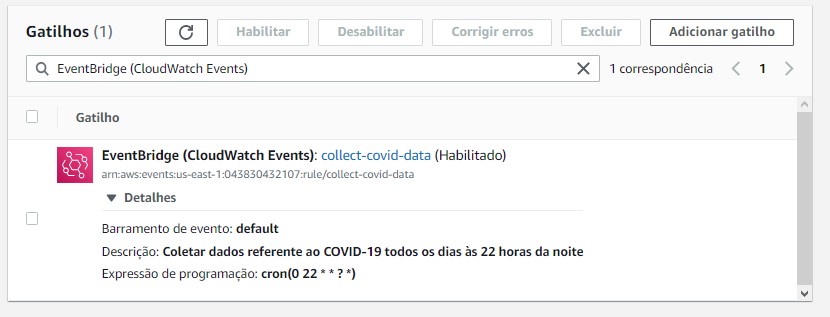 Gatilhos (1)
Habilitar
Desabilitar
Corrigir erros
Excluir
Adicionar gatilho
EventBridge (CloudWatch Events)
1 correspondência
1
Gatilho
EventBridge (CloudWatch Events): collect-covid-data (Habilitado)
arn:aws:events:us-east-1:043830432107:rule/collect-covid-data
Detalhes
Barramento de evento: default
Descrição: Coletar dados referente ao COVID-19 todos os dias às 22 horas da noite
Expressão de programação: cron(0 22 * * ? *)